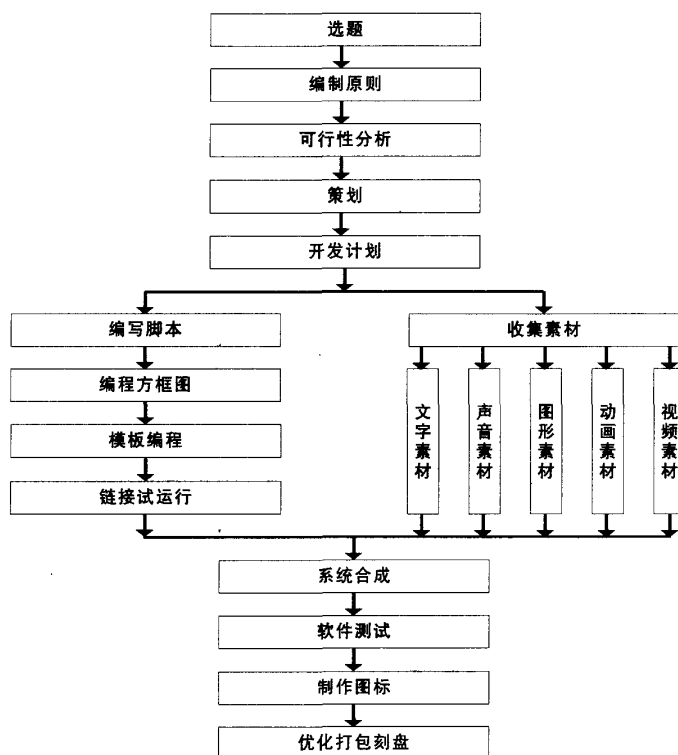 选题
编制原则
可行性分析
策划
开发计划
编写脚本
收集素材
编程方框图
模板编程
链接试运行
文字素材
声音素材
图形素材
动画素材
视频素材
系统合成
软件测试
制作图标
优化打包刻盘